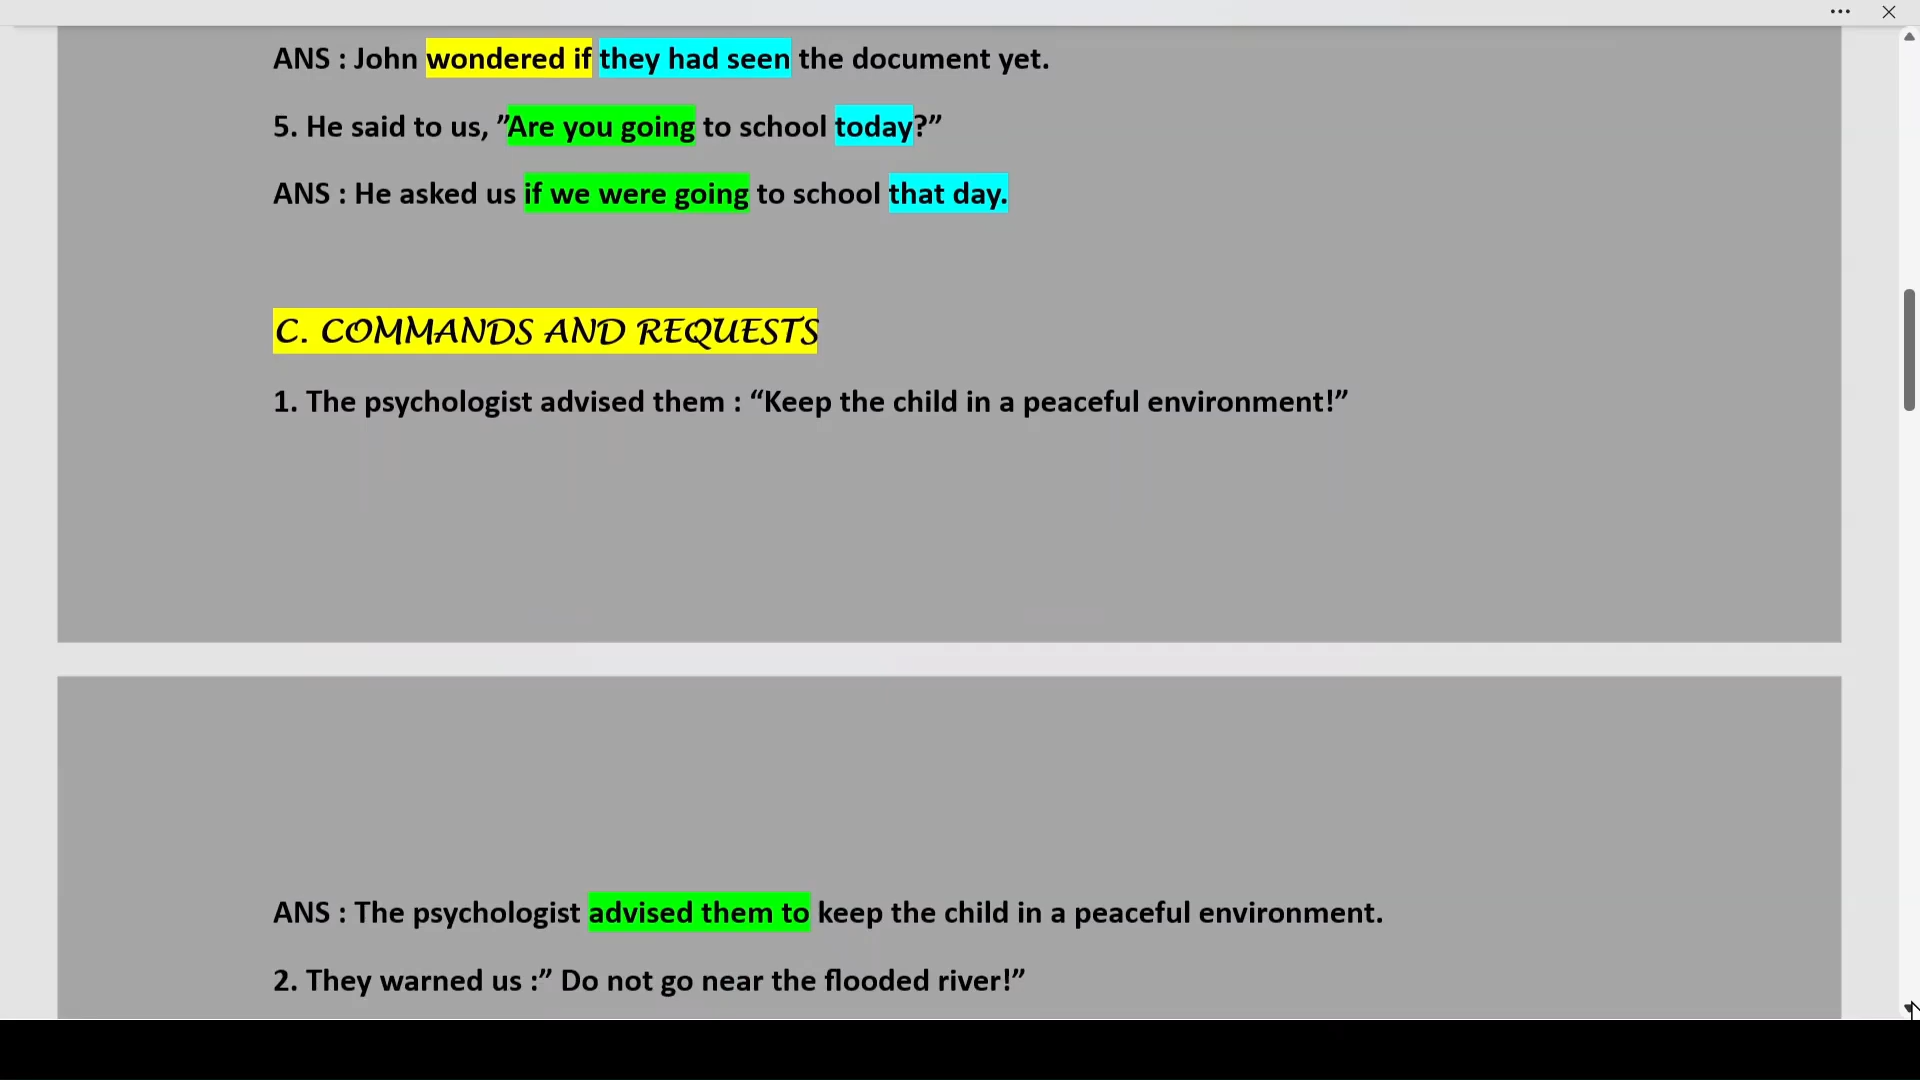 ANS : John wondered if they had seen the document yet.
5. He said to us, ”Are you going to school today?”
ANS : He asked us if we were going to school that day.
C. COMMANDS AND REQUESTS
1. The psychologist advised them : “Keep the child in a peaceful environment!”
ANS : The psychologist advised them to keep the child in a peaceful environment.
2. They warned us :” Do not go near the flooded river!”